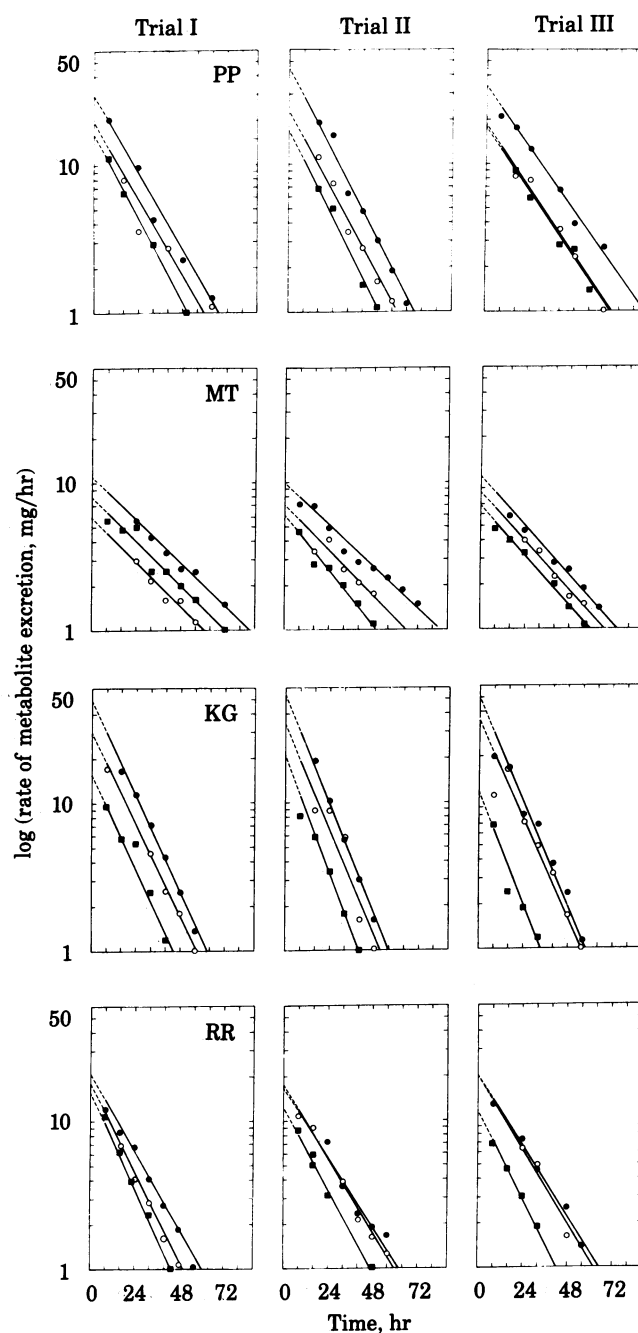 Trial I Trial II Trial III
50
PP
10
1
50
MT
10
1
log (rate of metabolite excretion, mg/hr)
50
KG
10
1
50
RR
10
1
0 24 48 72 0 24 48 72 0 24 48 72
Time, hr